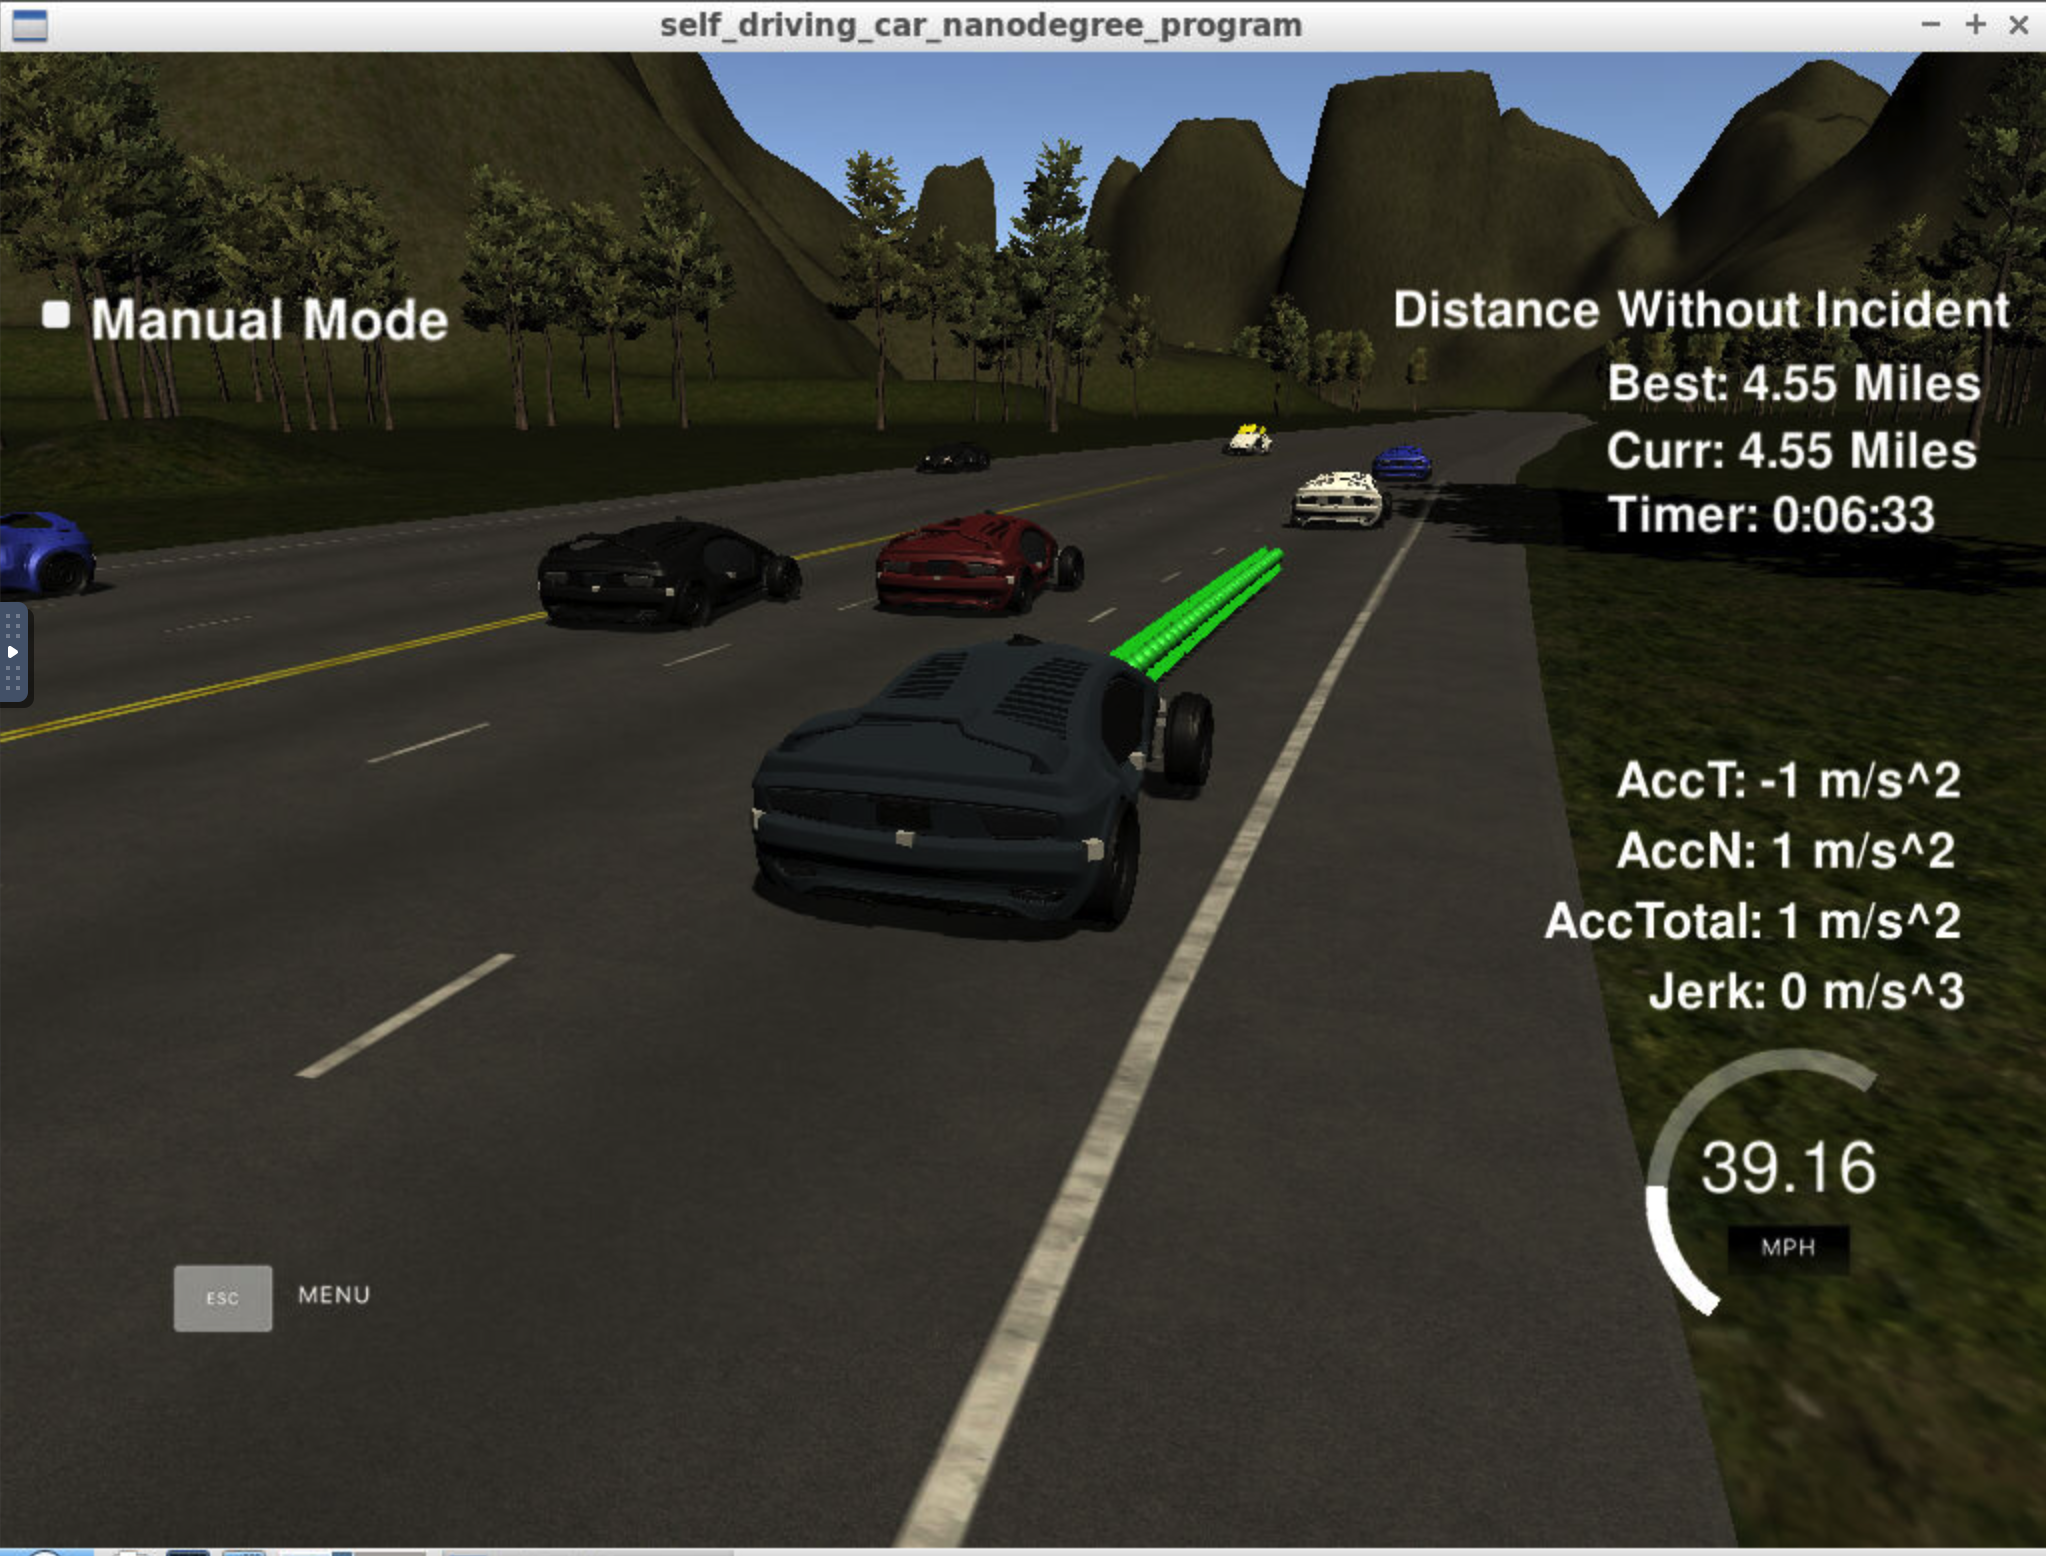 self_driving_car_nanodegree_program
Manual Mode
Distance Without Incident
Best: 4.55 Miles
Curr: 4.55 Miles
Timer: 0:06:33
AccT: -1 m/s^2
AccN: 1 m/s^2
AccTotal: 1 m/s^2
Jerk: 0 m/s^3
39.16
MPH
ESC MENU